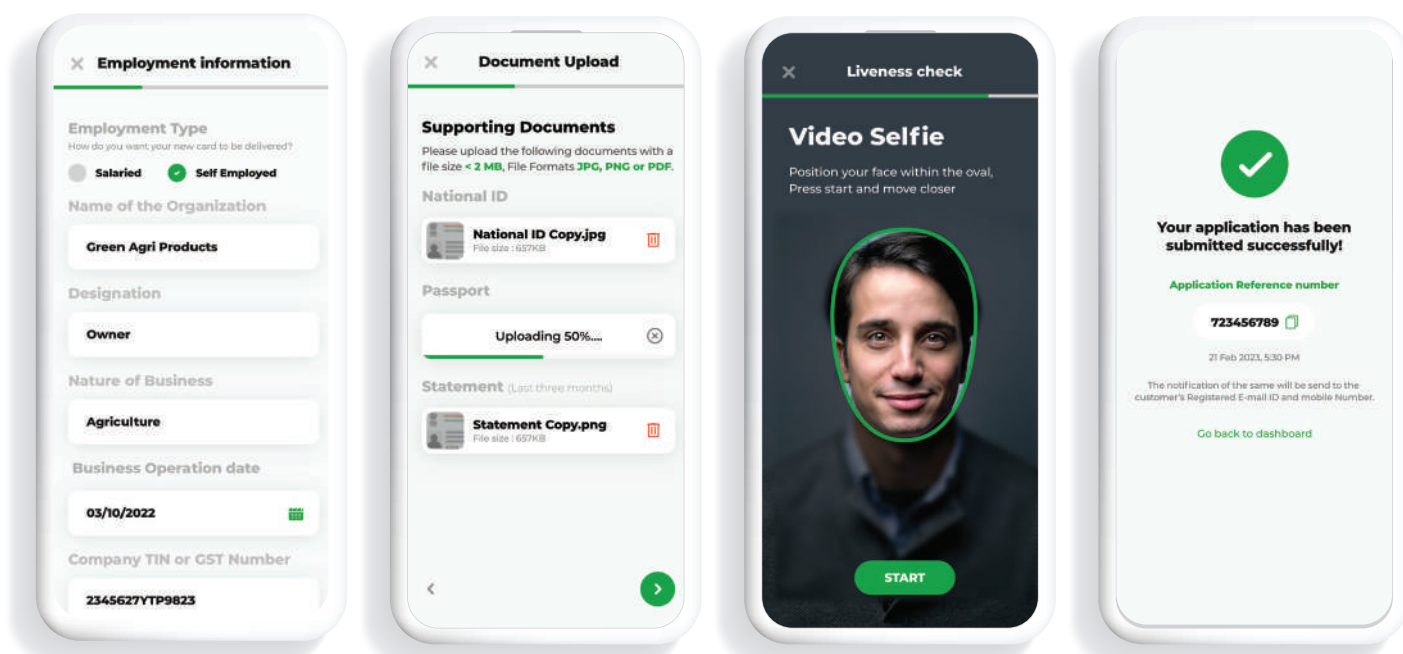 Employment information
Employment Type
How do you want your new card to be delivered?
Salaried
Self Employed
Name of the Organization
Green Agri Products
Designation
Owner
Nature of Business
Agriculture
Business Operation date
03/10/2022
Company TIN or GST Number
2345627YTP9823
Document Upload
Supporting Documents
Please upload the following documents with a
file size < 2 MB, File Formats JPG, PNG or PDF.
National ID
National ID Copy.jpg
File size : 657KB
Passport
Uploading 50%....
Statement (Last three months)
Statement Copy.png
File size : 657KB
Liveness check
Video Selfie
Position your face within the oval,
Press start and move closer
START
Your application has been
submitted successfully!
Application Reference number
723456789
21 Feb 2023, 5:30 PM
The notification of the same will be send to the
customer's Registered E-mail ID and mobile Number.
Go back to dashboard